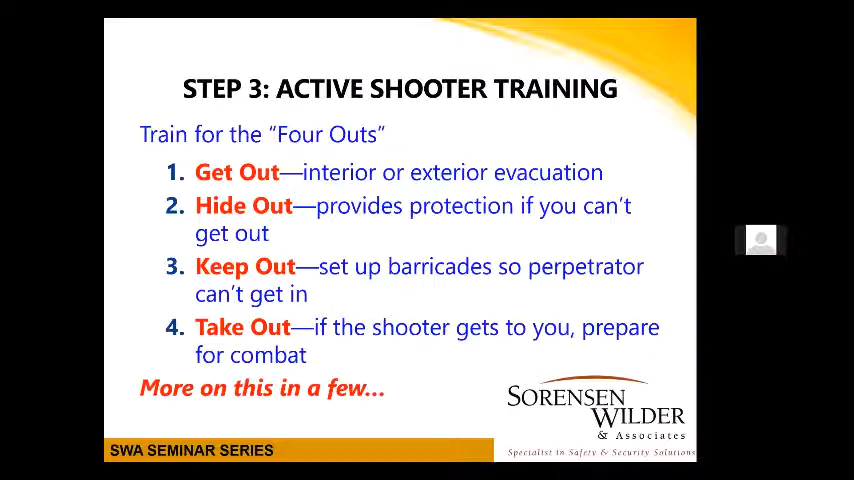 STEP 3: ACTIVE SHOOTER TRAINING
Train for the “Four Outs”
1. Get Out—interior or exterior evacuation
2. Hide Out—provides protection if you can’t
get out
3. Keep Out—set up barricades so perpetrator
can’t get in
4. Take Out—if the shooter gets to you, prepare
for combat
More on this in a few...
SORENSEN
WILDER
& Associates
Specialist in Safety & Security Solutions
SWA SEMINAR SERIES